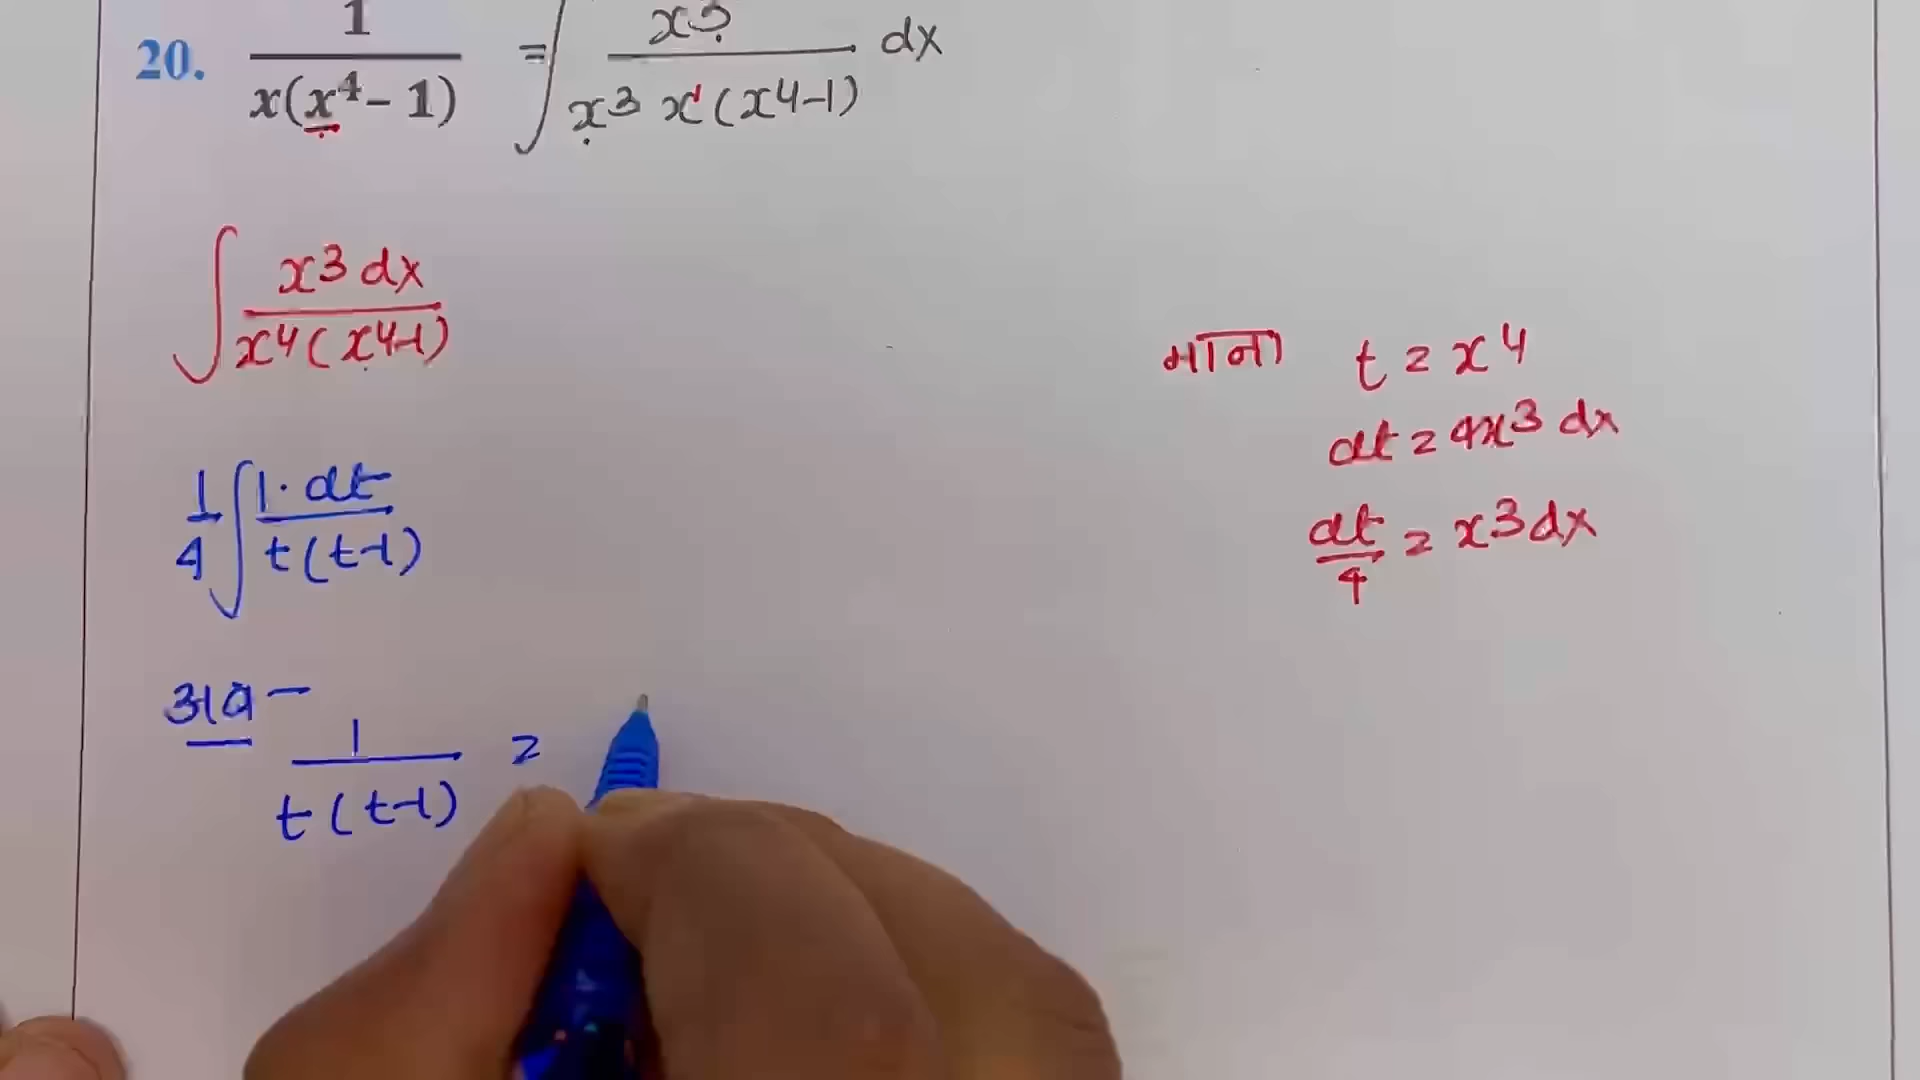 20. 1/x(x⁴ – 1) = ∫ x³/x³ x¹(x⁴-1) dx
∫ x³ dx/x⁴(x⁴-1)
माना t = x⁴
dt = 4x³ dx
dt/4 = x³dx
1/4 ∫ 1·dt/t(t-1)
अब –
1/t(t-1) =